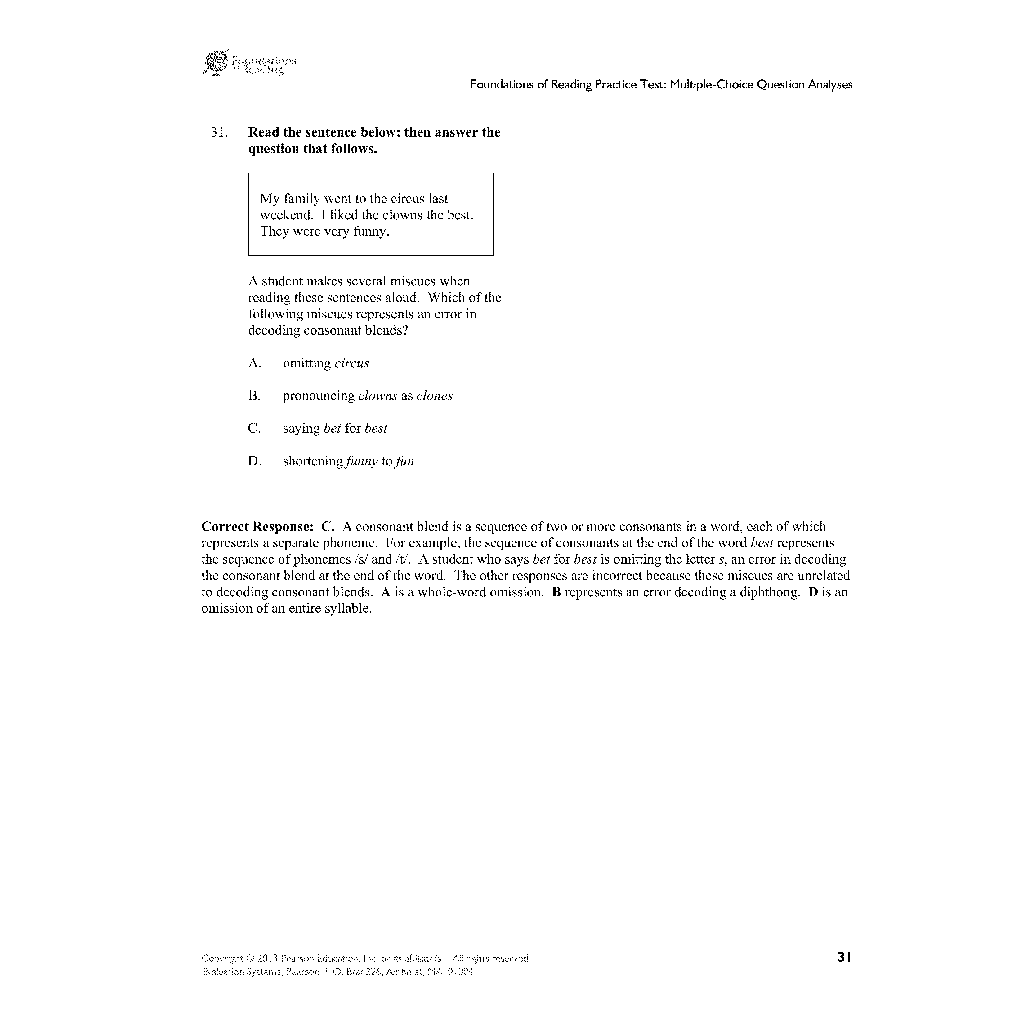 Foundations
of Reading
Foundations of Reading Practice Test: Multiple-Choice Question Analyses
31. Read the sentence below; then answer the
question that follows.
My family went to the circus last
weekend. I liked the clowns the best.
They were very funny.
A student makes several miscues when
reading these sentences aloud. Which of the
following miscues represents an error in
decoding consonant blends?
A. omitting circus
B. pronouncing clowns as clones
C. saying bet for best
D. shortening funny to fun
Correct Response: C. A consonant blend is a sequence of two or more consonants in a word, each of which
represents a separate phoneme. For example, the sequence of consonants at the end of the word best represents
the sequence of phonemes /s/ and /t/. A student who says bet for best is omitting the letter s, an error in decoding
the consonant blend at the end of the word. The other responses are incorrect because these miscues are unrelated
to decoding consonant blends. A is a whole-word omission. B represents an error decoding a diphthong. D is an
omission of an entire syllable.
Pearson Education, Inc. or its affiliate(s). All rights reserved.
Evaluation Systems, Pearson, P.O. Box 226, Amherst, MA
31